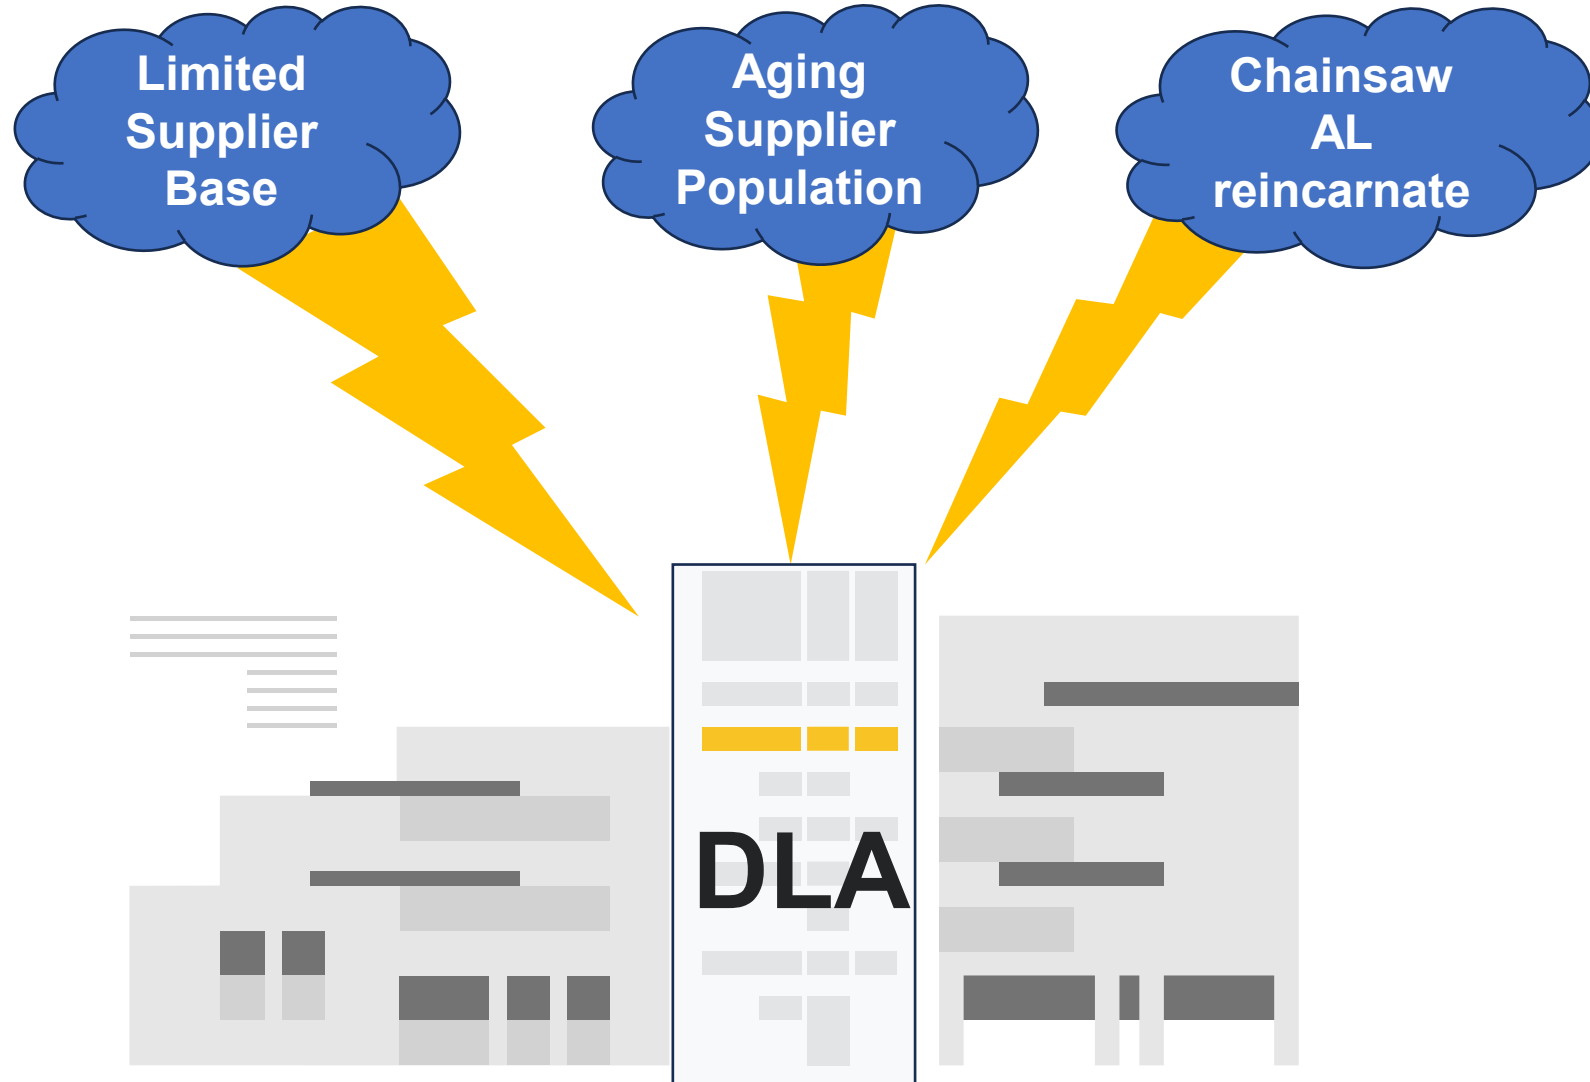 Limited
Supplier
Base
Aging
Supplier
Population
Chainsaw
AL
reincarnate
DLA